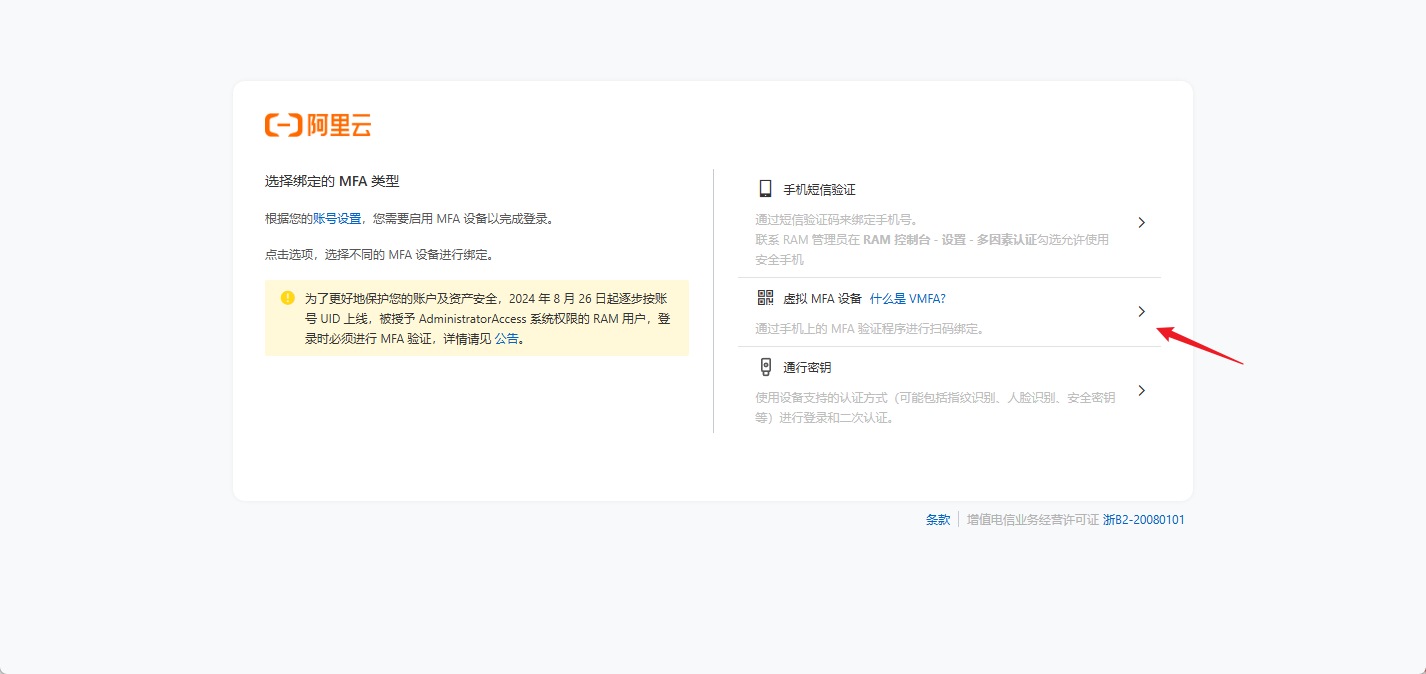 阿里云
选择绑定的 MFA 类型
根据您的账号设置，您需要启用 MFA 设备以完成登录。
点击选项，选择不同的 MFA 设备进行绑定。
为了更好地保护您的账户及资产安全，2024 年 8 月 26 日起逐步按账
号 UID 上线，被授予 AdministratorAccess 系统权限的 RAM 用户，登
录时必须进行 MFA 验证，详情请见 公告。
手机短信验证
通过短信验证码来绑定手机号。
联系 RAM 管理员在 RAM 控制台 - 设置 - 多因素认证勾选允许使用
安全手机
虚拟 MFA 设备 什么是 VMFA?
通过手机上的 MFA 验证程序进行扫码绑定。
通行密钥
使用设备支持的认证方式（可能包括指纹识别、人脸识别、安全密钥
等）进行登录和二次认证。
条款 增值电信业务经营许可证 浙B2-20080101